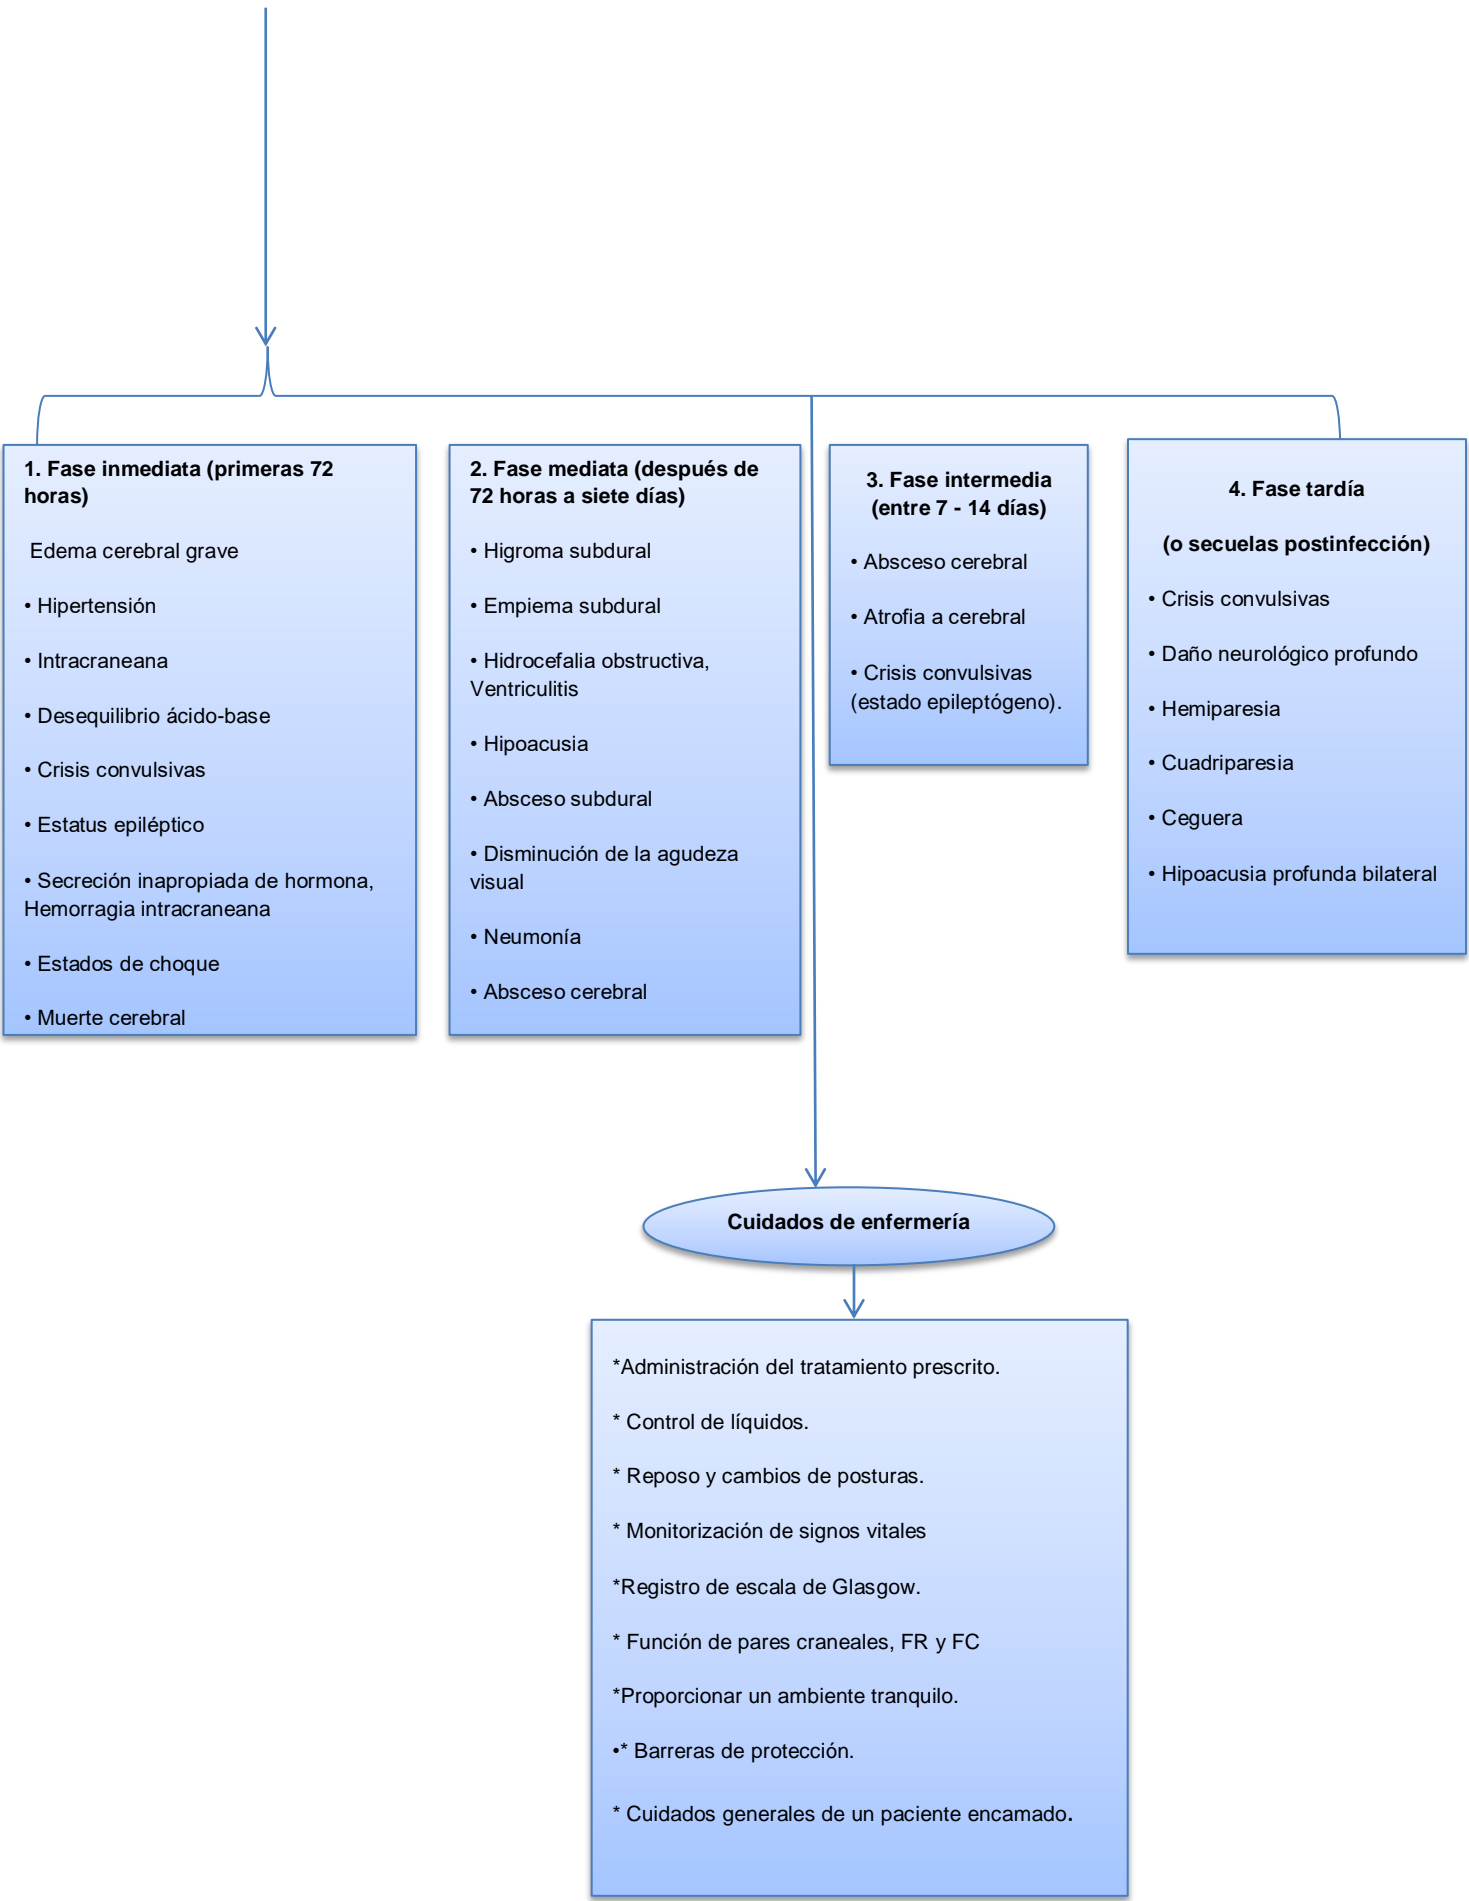 1. Fase inmediata (primeras 72
horas)
Edema cerebral grave
• Hipertensión
• Intracraneana
• Desequilibrio ácido-base
• Crisis convulsivas
• Estatus epiléptico
• Secreción inapropiada de hormona,
Hemorragia intracraneana
• Estados de choque
• Muerte cerebral
2. Fase mediata (después de
72 horas a siete días)
• Higroma subdural
• Empiema subdural
• Hidrocefalia obstructiva,
Ventriculitis
• Hipoacusia
• Absceso subdural
• Disminución de la agudeza
visual
• Neumonía
• Absceso cerebral
3. Fase intermedia
(entre 7 - 14 días)
• Absceso cerebral
• Atrofia a cerebral
• Crisis convulsivas
(estado epileptógeno).
4. Fase tardía
(o secuelas postinfección)
• Crisis convulsivas
• Daño neurológico profundo
• Hemiparesia
• Cuadriparesia
• Ceguera
• Hipoacusia profunda bilateral
Cuidados de enfermería
*Administración del tratamiento prescrito.
* Control de líquidos.
* Reposo y cambios de posturas.
* Monitorización de signos vitales
*Registro de escala de Glasgow.
* Función de pares craneales, FR y FC
*Proporcionar un ambiente tranquilo.
•* Barreras de protección.
* Cuidados generales de un paciente encamado.